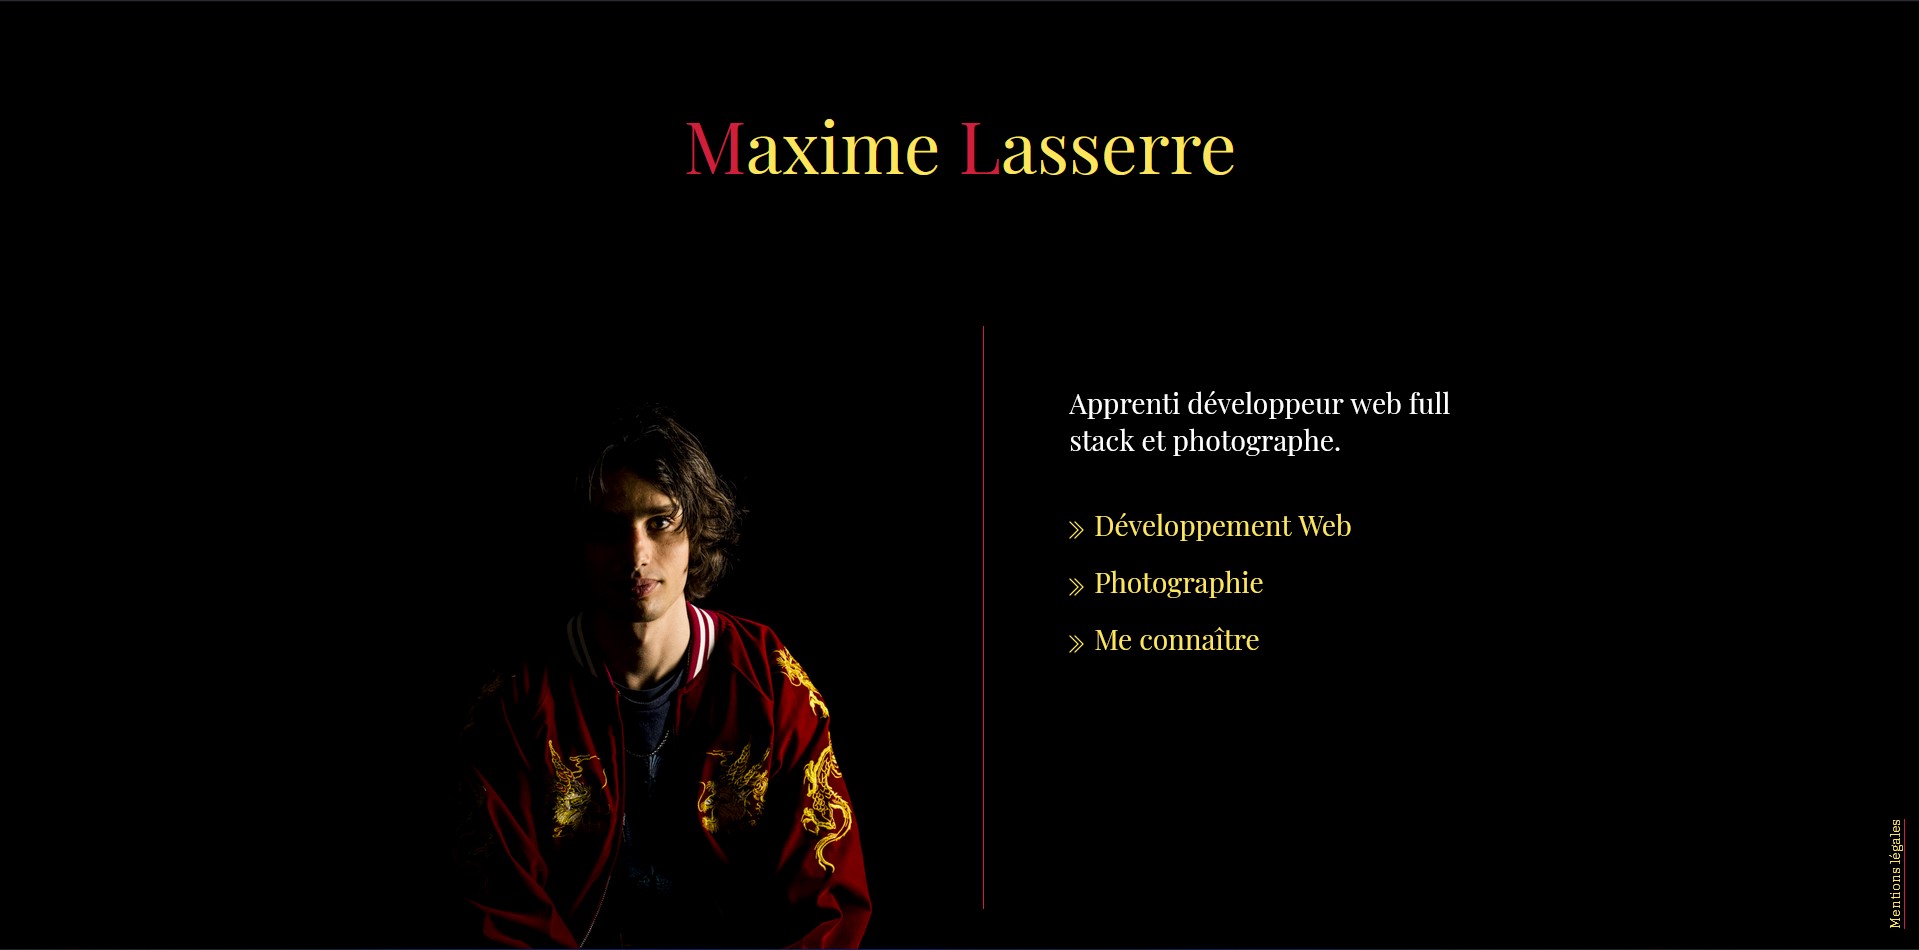 Maxime Lasserre
Apprenti développeur web full
stack et photographe.
» Développement Web
» Photographie
» Me connaître
Mentions légales